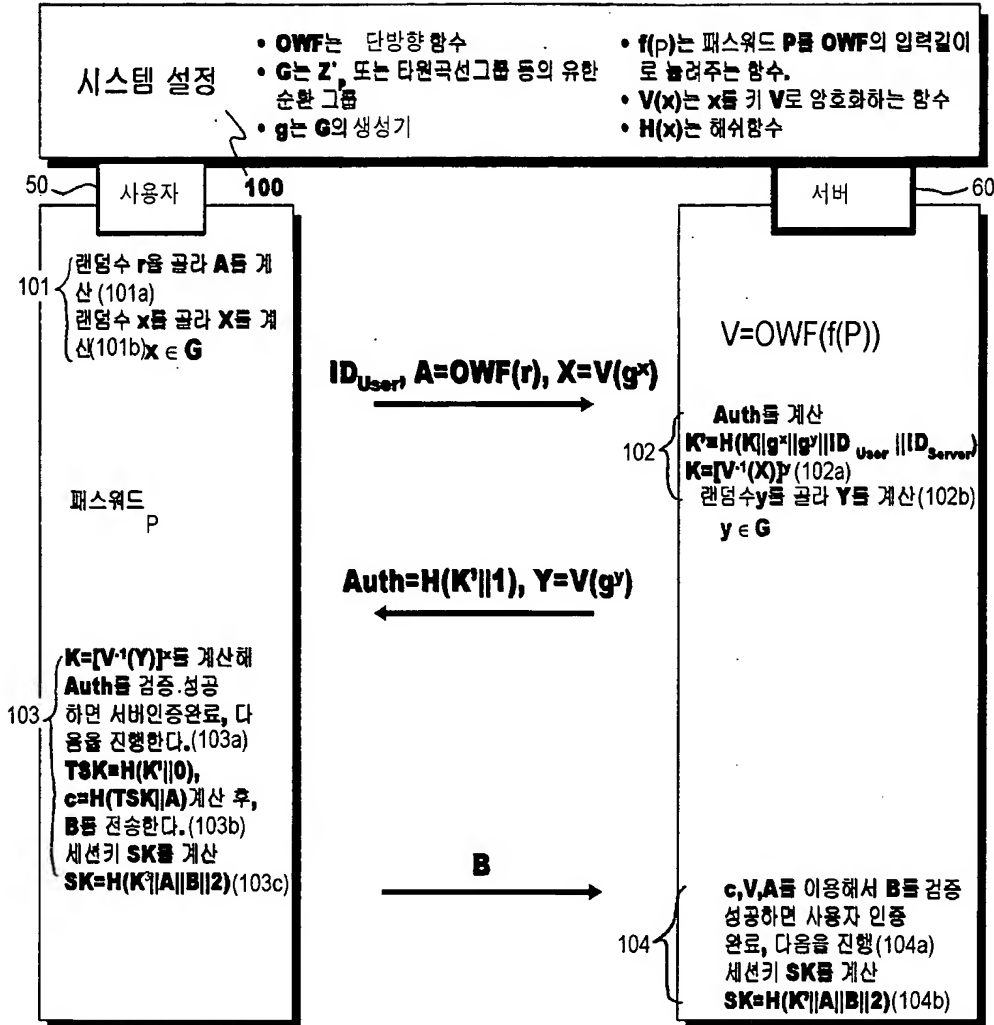 시스템 설정
• OWF는 단방향 함수
• G는 Z*p 또는 타원곡선그룹 등의 유한
순환 그룹
• g는 G의 생성기
• f(p)는 패스워드 P를 OWF의 입력길이
로 늘려주는 함수.
• V(x)는 x를 키 V로 암호화하는 함수
• H(x)는 해쉬함수
50
사용자
100
서버
60
101
랜덤수 r을 골라 A를 계
산(101a)
랜덤수 x를 골라 X를 계
산(101b)x ∈ G
V=OWF(f(P))
ID_User, A=OWF(r), X=V(g^x)
102
Auth를 계산
K'=H(K||g^x||g^y||ID_User||ID_Server)
K=[V^-1(X)]^y(102a)
랜덤수y를 골라 Y를 계산(102b)
y ∈ G
패스워드 P
Auth=H(K'||1), Y=V(g^y)
103
K=[V^-1(Y)]^x를 계산해
Auth를 검증.성공
하면 서버인증완료, 다
음을 진행한다.(103a)
TSK=H(K'||0),
c=H(TSK||A)계산 후,
B를 전송한다.(103b)
세션키 SK를 계산
SK=H(K'||A||B||2)(103c)
B
104
c,V,A를 이용해서 B를 검증
성공하면 사용자 인증
완료, 다음을 진행(104a)
세션키 SK를 계산
SK=H(K'||A||B||2)(104b)